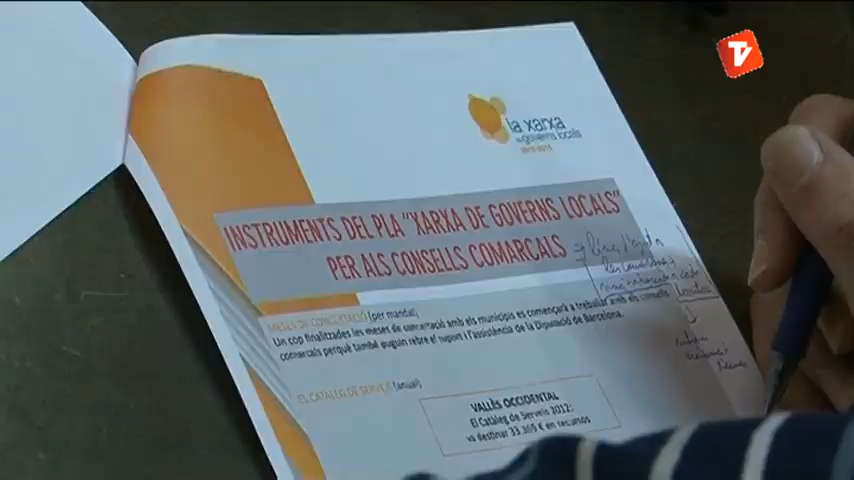 TV
la xarxa
de governs locals
INSTRUMENTS DEL PLA "XARXA DE GOVERNS LOCALS"
PER ALS CONSELLS COMARCALS
MESES DE CONCERTACIÓ (per mandat)
Un cop finalitzades les meses de concertació amb els municipis es començarà a treballar amb els consells
comarcals perquè també puguin rebre el suport i l'assistència de la Diputació de Barcelona.
EL CATÀLEG DE SERVEIS (anual)
VALLÈS OCCIDENTAL
El Catàleg de Serveis 2012:
va destinar 33.369 € en recursos